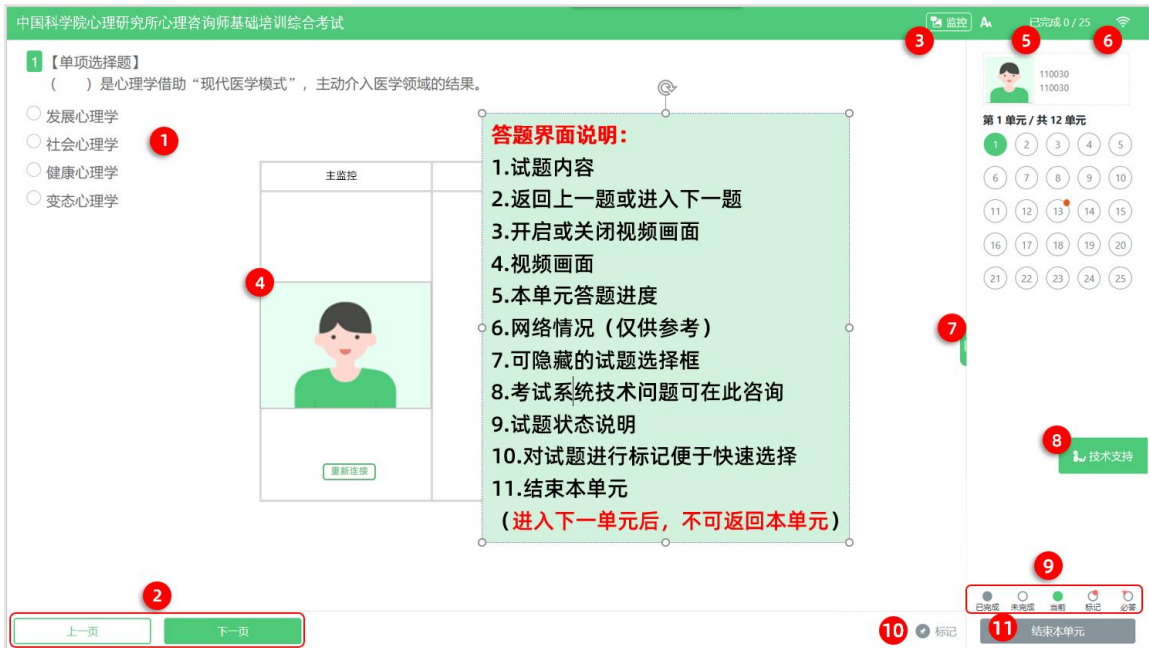 中国科学院心理研究所心理咨询师基础培训综合考试
监控
AA
已完成 0 / 25
3
5
6
1 【单项选择题】
（　　）是心理学借助“现代医学模式”，主动介入医学领域的结果。
发展心理学
社会心理学
健康心理学
变态心理学
1
主监控
4
重新连接
答题界面说明：
1.试题内容
2.返回上一题或进入下一题
3.开启或关闭视频画面
4.视频画面
5.本单元答题进度
6.网络情况（仅供参考）
7.可隐藏的试题选择框
8.考试系统技术问题可在此咨询
9.试题状态说明
10.对试题进行标记便于快速选择
11.结束本单元
（进入下一单元后，不可返回本单元）
110030
110030
第 1 单元 / 共 12 单元
1 2 3 4 5
6 7 8 9 10
11 12 13 14 15
16 17 18 19 20
21 22 23 24 25
7
8
技术支持
9
已完成 未完成 当前 标记 必答
2
上一页 下一页
10 标记
11 结束本单元